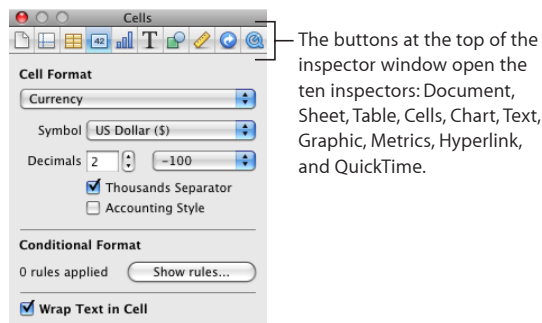 Cells
42
T
The buttons at the top of the
inspector window open the
ten inspectors: Document,
Sheet, Table, Cells, Chart, Text,
Graphic, Metrics, Hyperlink,
and QuickTime.
Cell Format
Currency
Symbol US Dollar ($)
Decimals 2 -100
Thousands Separator
Accounting Style
Conditional Format
0 rules applied Show rules...
Wrap Text in Cell